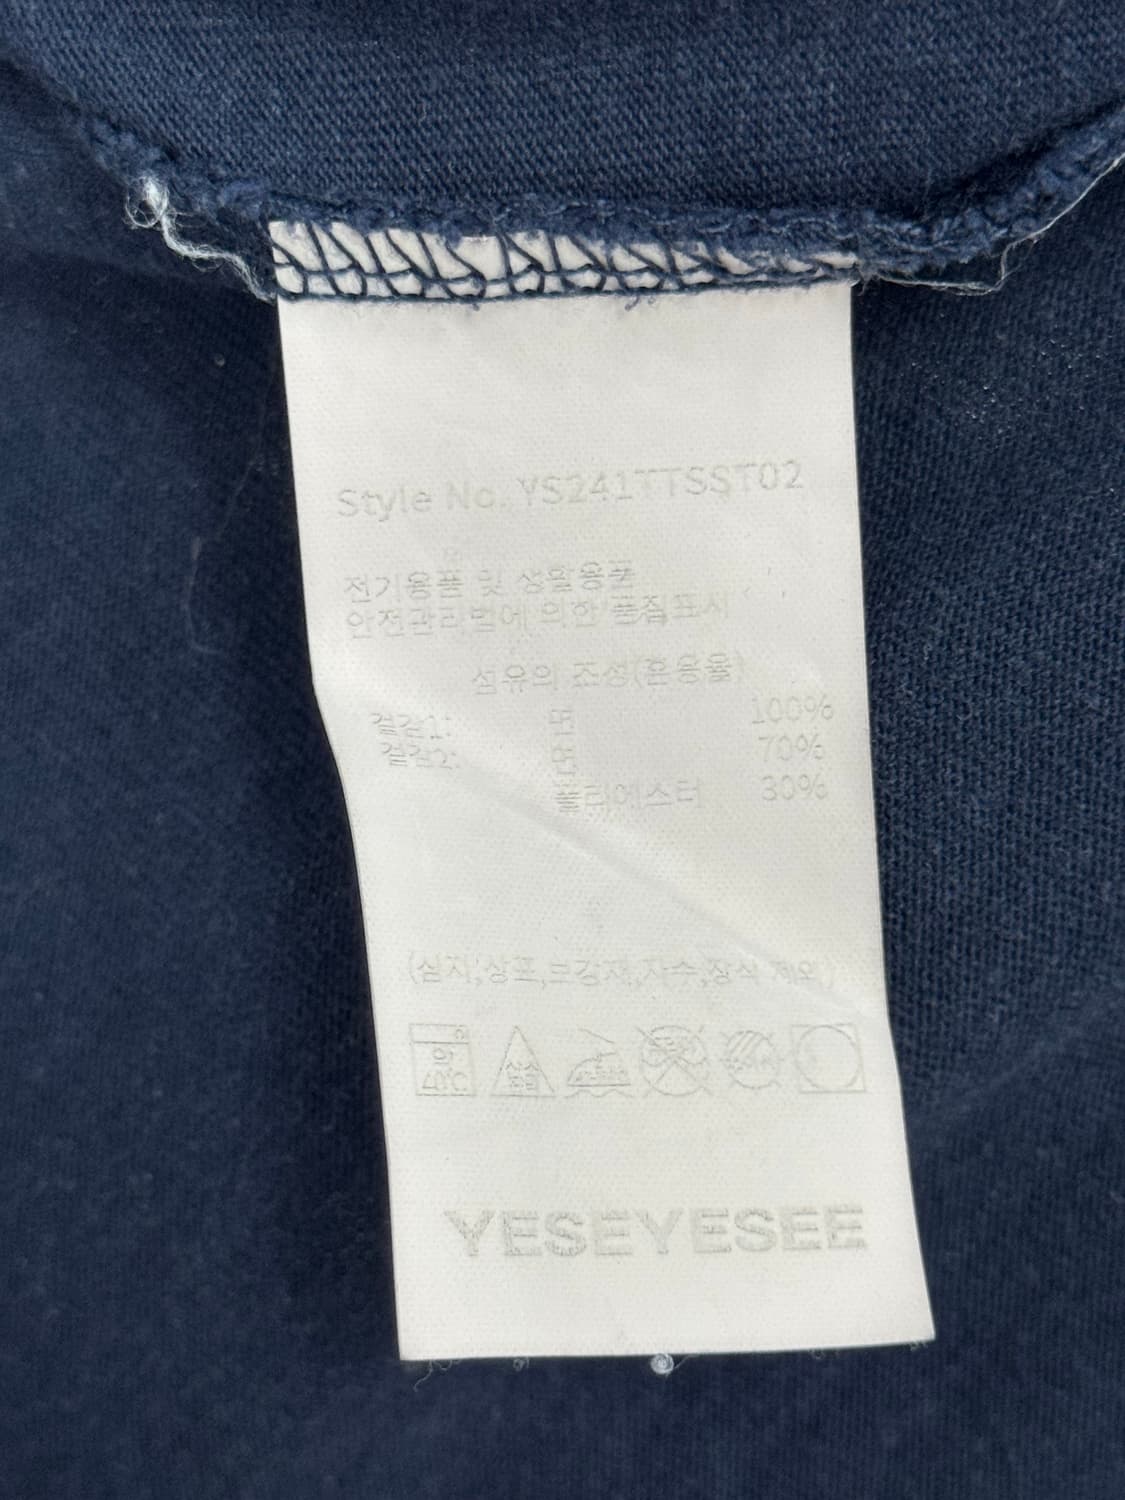 Style No. YS241TTSST02
전기용품 및 생활용품
안전관리법에 의한 품질표시
섬유의 조성(혼용율)
겉감1: 면 100%
겉감2: 면 70%
폴리에스터 30%
(심지,상표,보강재,자수,장식 제외)
약 40℃
YESEYESEE